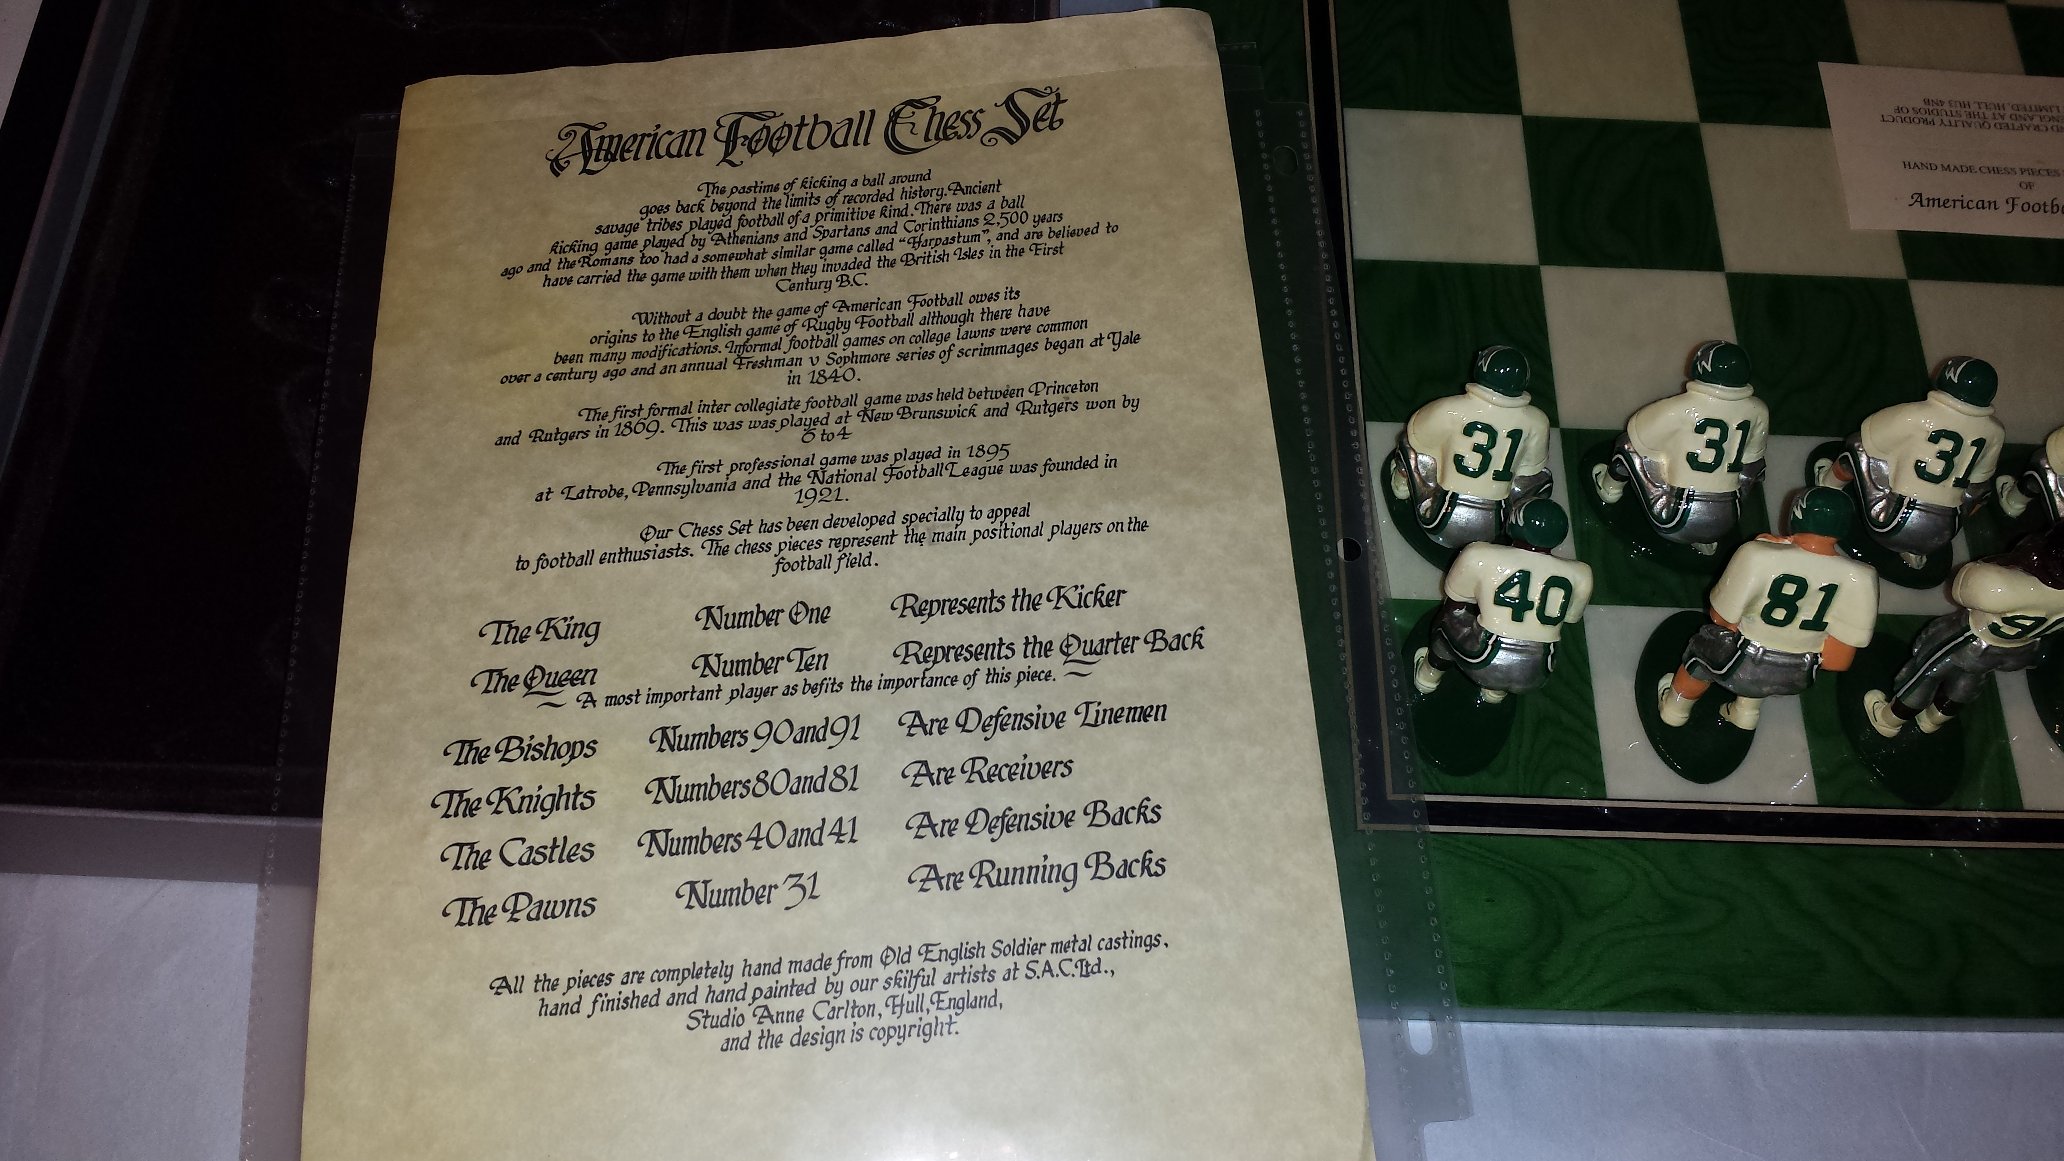 American Football Chess Set
The pastime of kicking a ball around
goes back beyond the limits of recorded history. Ancient
savage tribes played football of a primitive kind. There was a ball
kicking game played by Athenians and Spartans and Corinthians 2,500 years
ago and the Romans too had a somewhat similar game called "Harpastum", and are believed to
have carried the game with them when they invaded the British Isles in the First
Century B.C.
Without a doubt the game of American Football owes its
origins to the English game of Rugby Football although there have
been many modifications. Informal football games on college lawns were common
over a century ago and an annual Freshman v Sophmore series of scrimmages began at Yale
in 1840.
The first formal inter collegiate football game was held between Princeton
and Rutgers in 1869. This was was played at New Brunswick and Rutgers won by
6 to 4
The first professional game was played in 1895
at Latrobe, Pennsylvania and the National Football League was founded in
1921.
Our Chess Set has been developed specially to appeal
to football enthusiasts. The chess pieces represent the main positional players on the
football field.
The King Number One Represents the Kicker
The Queen Number Ten Represents the Quarter Back
~ A most important player as befits the importance of this piece. ~
The Bishops Numbers 90 and 91 Are Defensive Linemen
The Knights Numbers 80 and 81 Are Receivers
The Castles Numbers 40 and 41 Are Defensive Backs
The Pawns Number 31 Are Running Backs
All the pieces are completely hand made from Old English Soldier metal castings,
hand finished and hand painted by our skilful artists at S.A.C. Ltd.,
Studio Anne Carlton, Hull, England,
and the design is copyright.
CRAFTED QUALITY PRODUCT
ENGLAND AT THE STUDIOS OF
LIMITED, HULL HU3 4NB
HAND MADE CHESS PIECES
OF
American
31
31
31
40
81
9